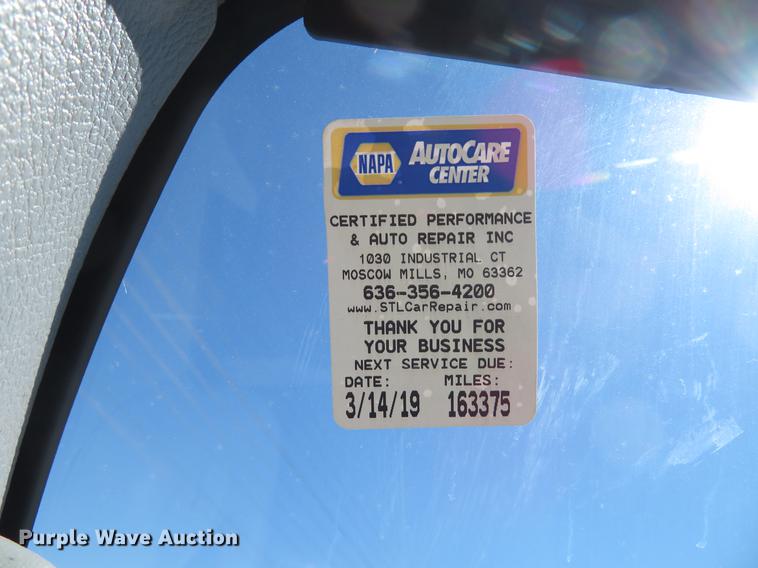 NAPA AUTOCARE
CENTER
CERTIFIED PERFORMANCE
& AUTO REPAIR INC
1030 INDUSTRIAL CT
MOSCOW MILLS, MO 63362
636-356-4200
www.STLCarRepair.com
THANK YOU FOR
YOUR BUSINESS
NEXT SERVICE DUE:
DATE: MILES:
3/14/19 163375
Purple Wave Auction